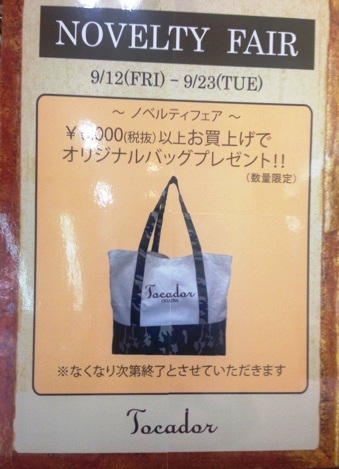 NOVELTY FAIR
9/12(FRI) - 9/23(TUE)
~ ノベルティフェア ~
以上お買上げで
オリジナルバッグプレゼント!!
(数量限定)
Tocador
※なくなり次第終了とさせていただきます
Tocador